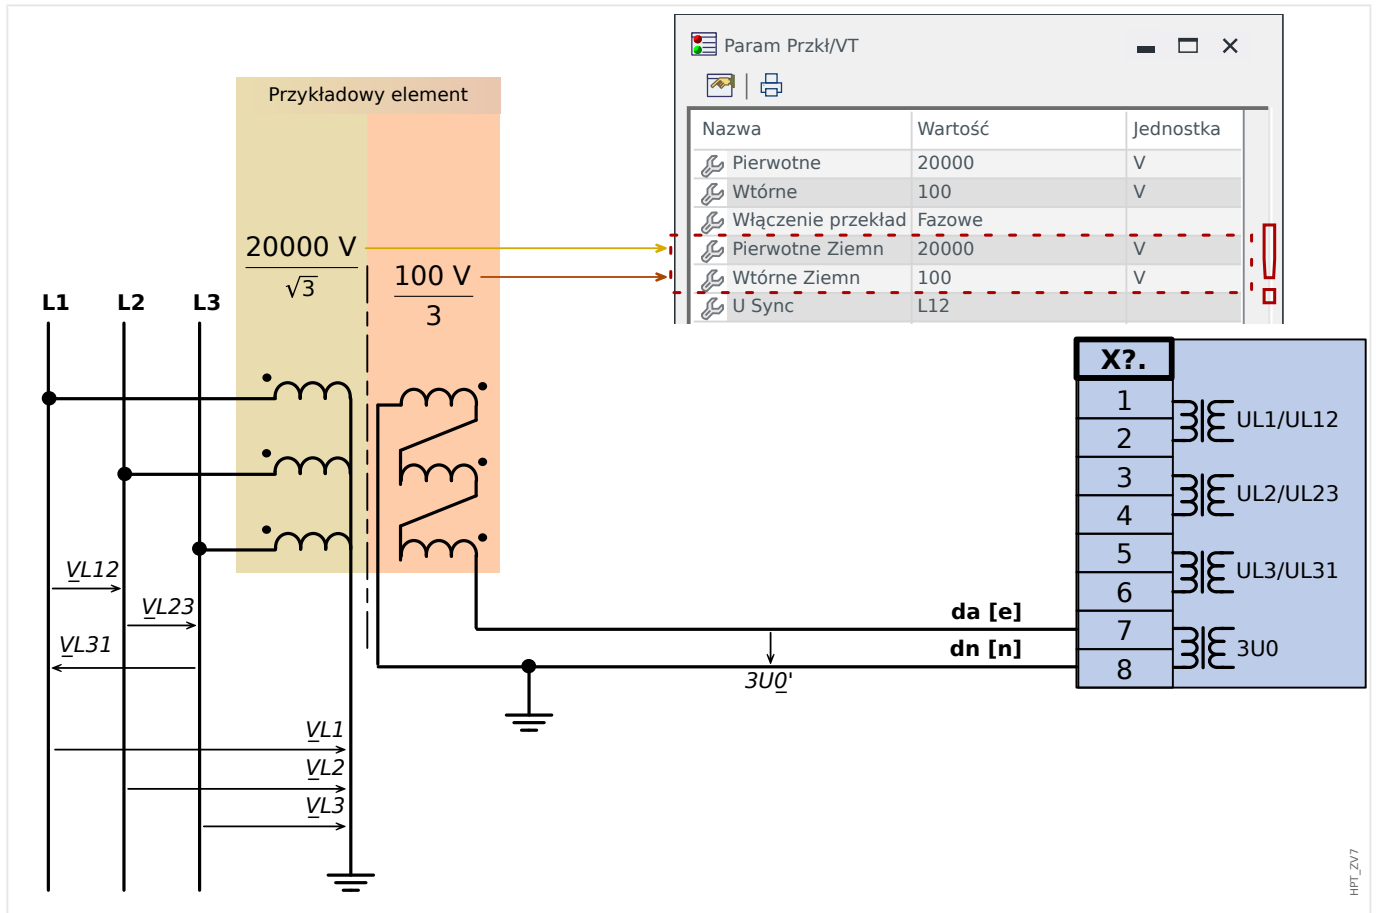 Param Przkł/VT
Przykładowy element
Nazwa Wartość Jednostka
Pierwotne 20000 V
Wtórne 100 V
Włączenie przekład Fazowe
Pierwotne Ziemn 20000 V
Wtórne Ziemn 100 V
U Sync L12
20000 V
√3
100 V
3
L1 L2 L3
X?.
1
2
UL1/UL12
3
4
UL2/UL23
5
6
UL3/UL31
7
8
3U0
VL12
VL23
VL31
da [e]
dn [n]
3U0'
VL1
VL2
VL3
HPT_ZV7